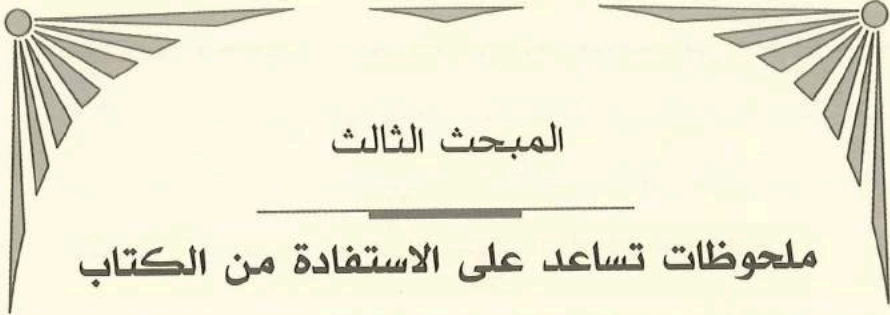 المبحث الثالث
ملحوظات تساعد على الاستفادة من الكتاب